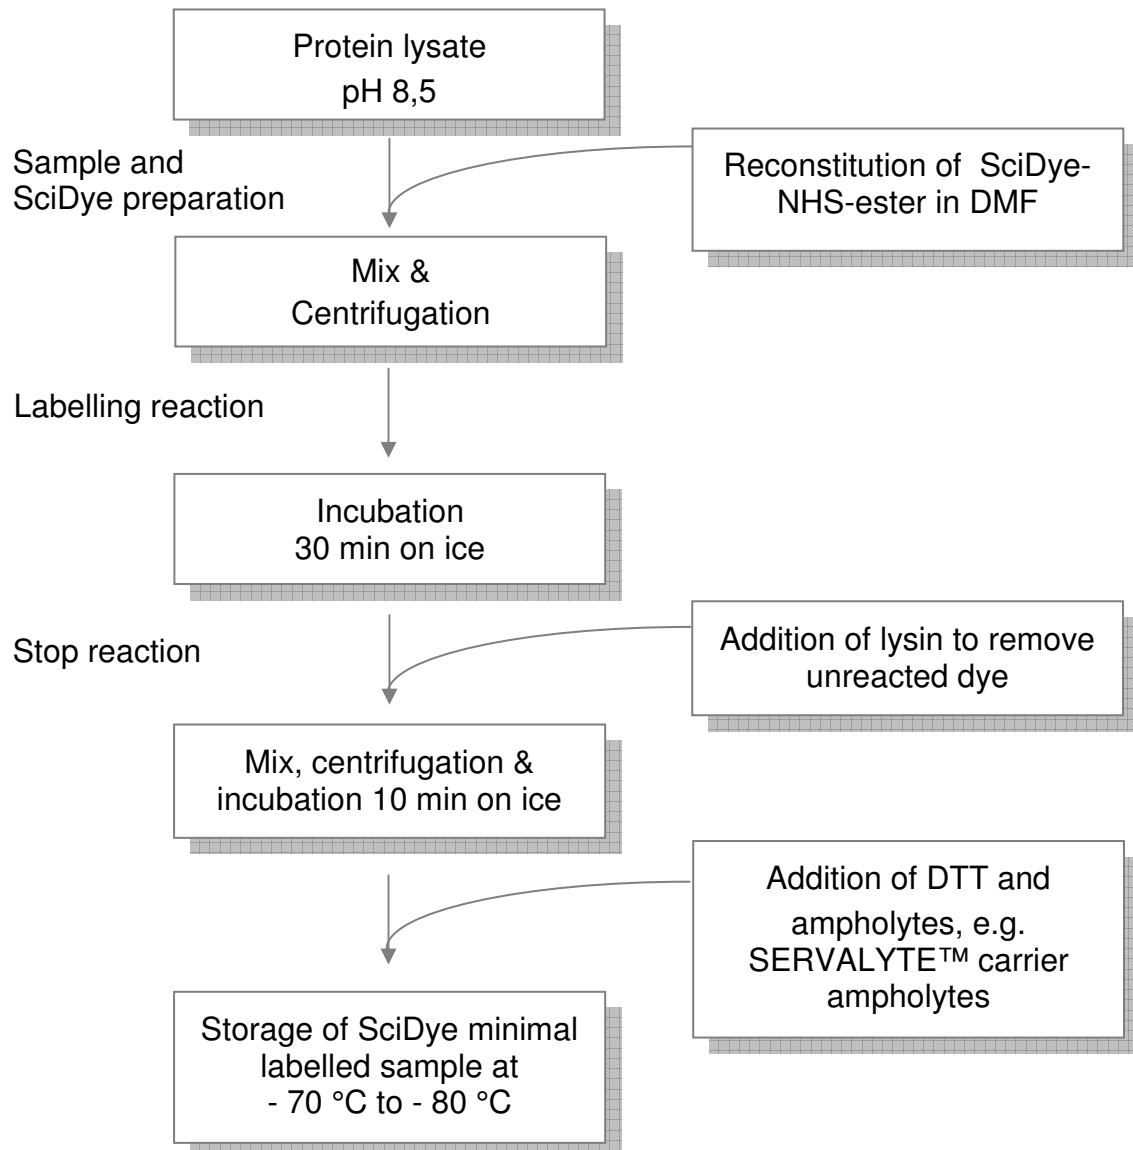 Protein lysate
pH 8,5
Sample and
SciDye preparation
Reconstitution of SciDye-
NHS-ester in DMF
Mix &
Centrifugation
Labelling reaction
Incubation
30 min on ice
Stop reaction
Addition of lysin to remove
unreacted dye
Mix, centrifugation &
incubation 10 min on ice
Addition of DTT and
ampholytes, e.g.
SERVALYTE™ carrier
ampholytes
Storage of SciDye minimal
labelled sample at
- 70 °C to - 80 °C